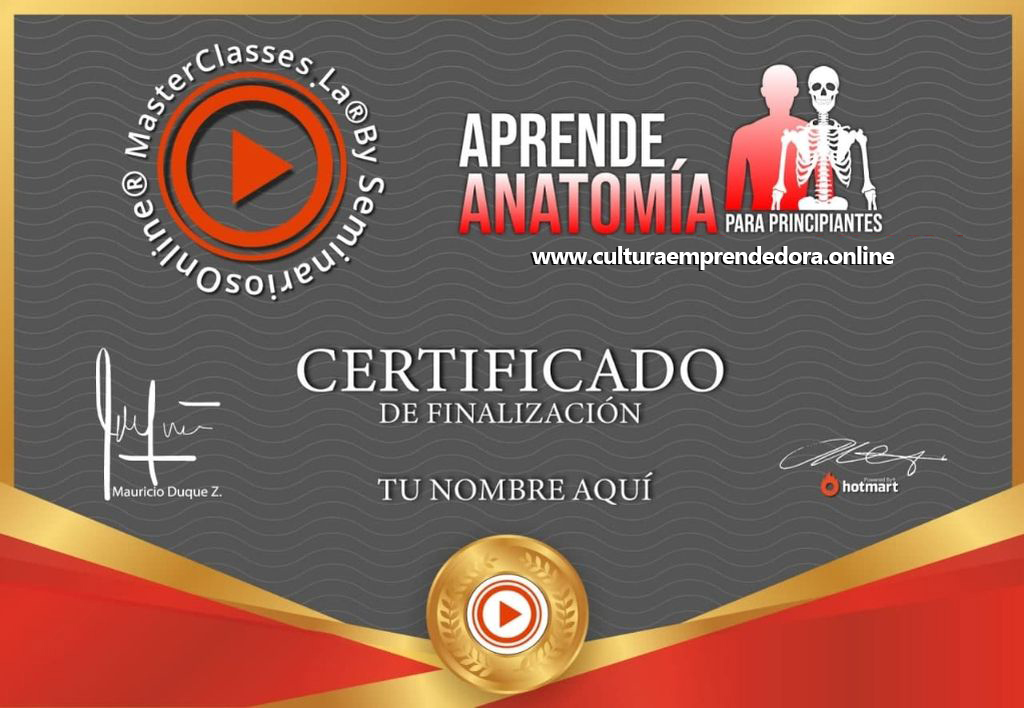 SeminariosOnline® MasterClasses.La®By
APRENDE
ANATOMÍA
PARA PRINCIPIANTES
www.culturaemprendedora.online
CERTIFICADO
DE FINALIZACIÓN
TU NOMBRE AQUÍ
Mauricio Duque Z.
Powered By
hotmart